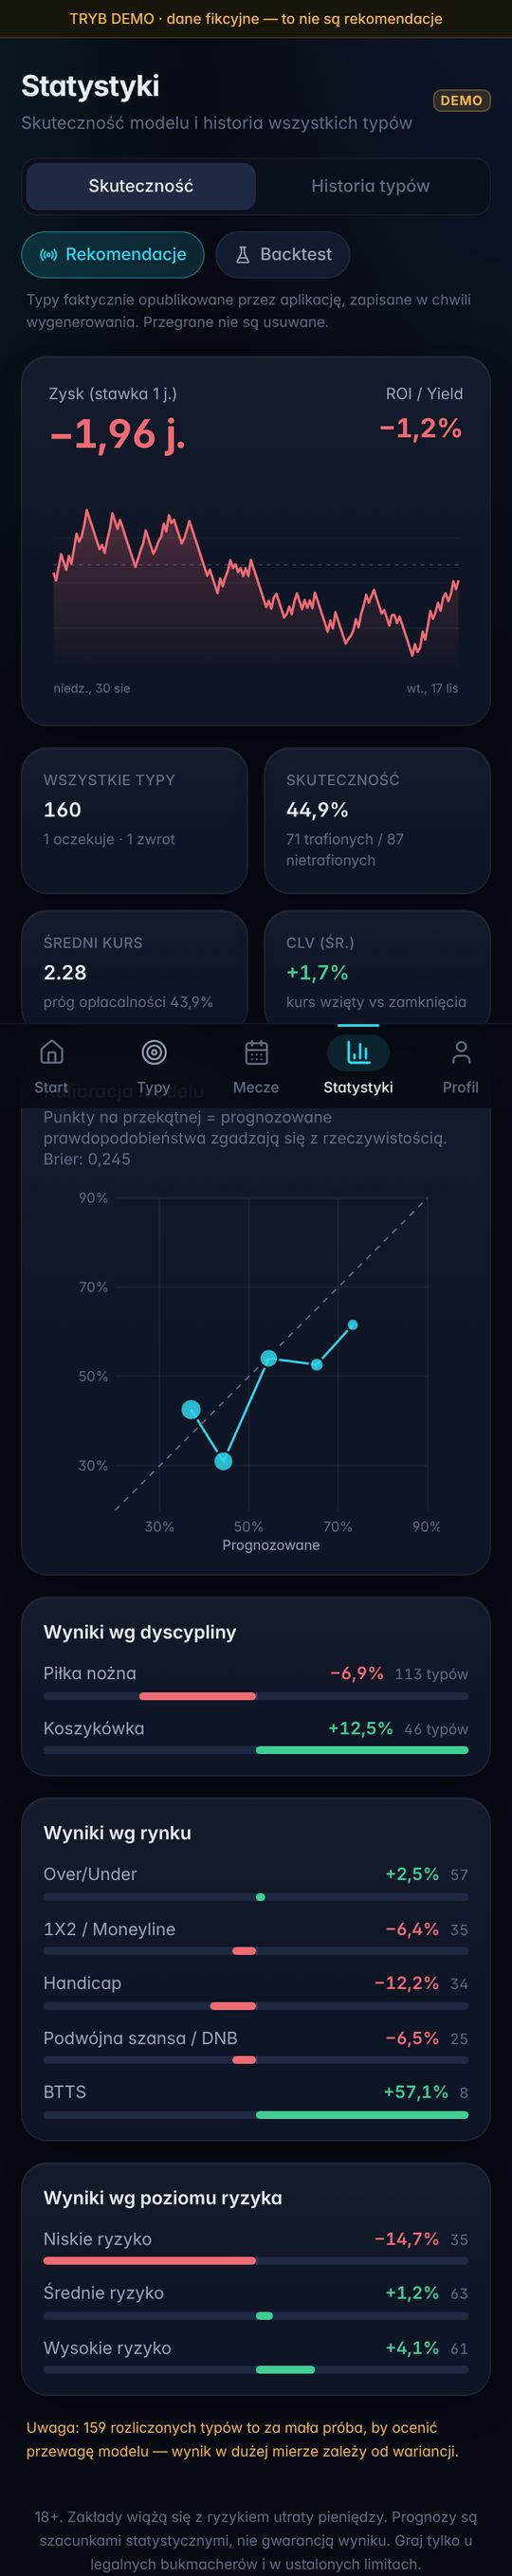 TRYB DEMO · dane fikcyjne — to nie są rekomendacje
Statystyki
Skuteczność modelu i historia wszystkich typów
DEMO
Skuteczność
Historia typów
Rekomendacje
Backtest
Typy faktycznie opublikowane przez aplikację, zapisane w chwili
wygenerowania. Przegrane nie są usuwane.
Zysk (stawka 1 j.)
ROI / Yield
−1,96 j.
−1,2%
niedz., 30 sie
wt., 17 lis
WSZYSTKIE TYPY
160
1 oczekuje · 1 zwrot
SKUTECZNOŚĆ
44,9%
71 trafionych / 87
nietrafionych
ŚREDNI KURS
2.28
próg opłacalności 43,9%
CLV (ŚR.)
+1,7%
kurs wzięty vs zamknięcia
Start
Typy
Mecze
Statystyki
Profil
Kalibracja modelu
Punkty na przekątnej = prognozowane
prawdopodobieństwa zgadzają się z rzeczywistością.
Brier: 0,245
90%
70%
50%
30%
30%
50%
70%
90%
Prognozowane
Wyniki wg dyscypliny
Piłka nożna −6,9% 113 typów
Koszykówka +12,5% 46 typów
Wyniki wg rynku
Over/Under +2,5% 57
1X2 / Moneyline −6,4% 35
Handicap −12,2% 34
Podwójna szansa / DNB −6,5% 25
BTTS +57,1% 8
Wyniki wg poziomu ryzyka
Niskie ryzyko −14,7% 35
Średnie ryzyko +1,2% 63
Wysokie ryzyko +4,1% 61
Uwaga: 159 rozliczonych typów to za mała próba, by ocenić
przewagę modelu — wynik w dużej mierze zależy od wariancji.
18+. Zakłady wiążą się z ryzykiem utraty pieniędzy. Prognozy są
szacunkami statystycznymi, nie gwarancją wyniku. Graj tylko u
legalnych bukmacherów i w ustalonych limitach.